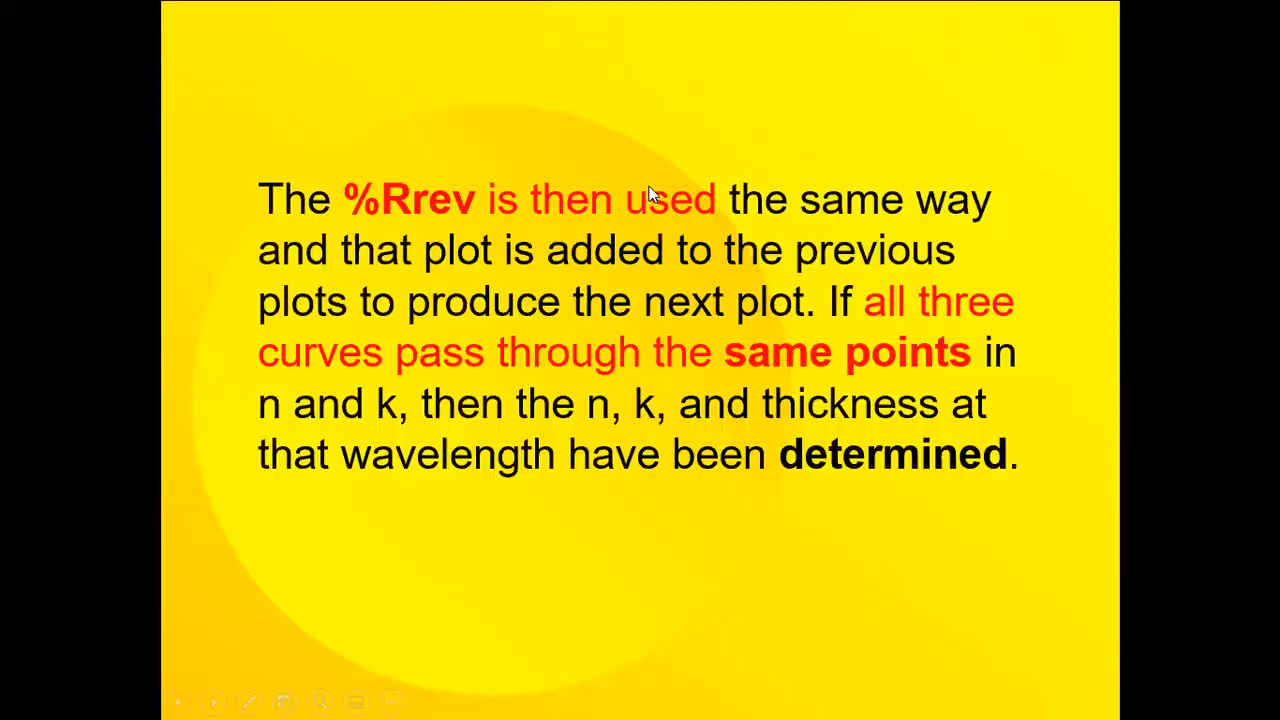 The %Rrev is then used the same way
and that plot is added to the previous
plots to produce the next plot. If all three
curves pass through the same points in
n and k, then the n, k, and thickness at
that wavelength have been determined.